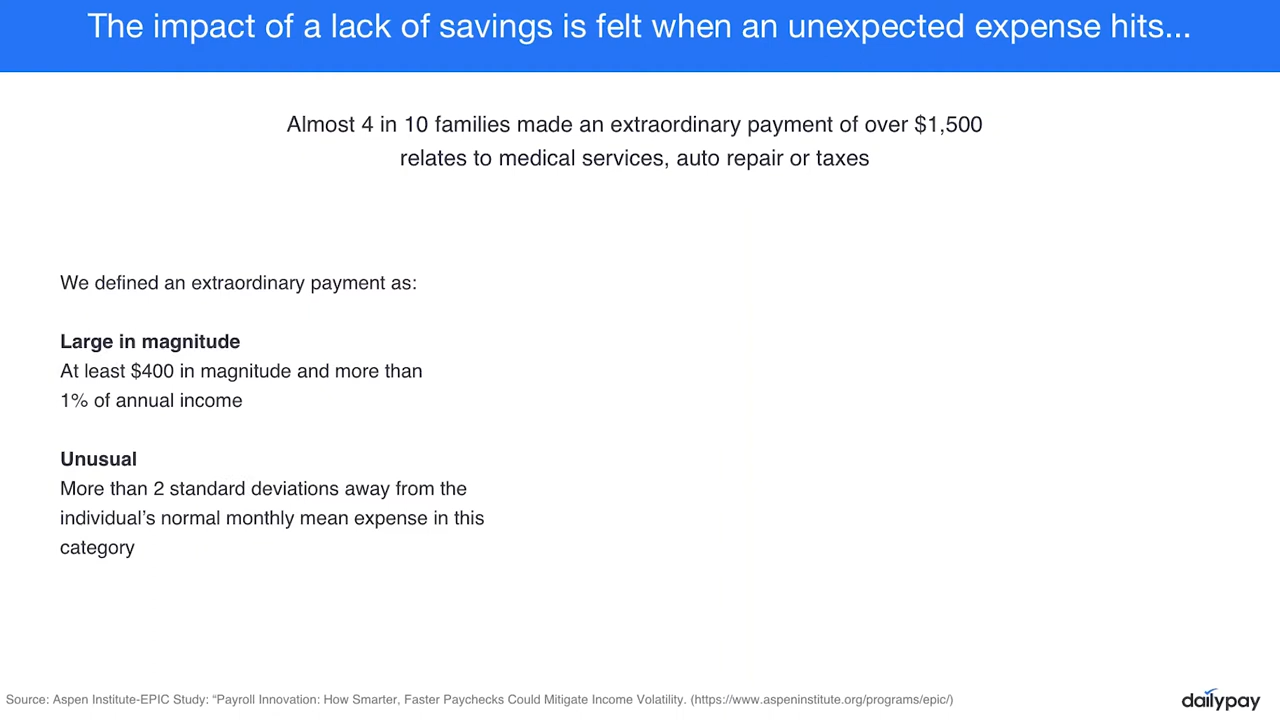 The impact of a lack of savings is felt when an unexpected expense hits...
Almost 4 in 10 families made an extraordinary payment of over $1,500
relates to medical services, auto repair or taxes
We defined an extraordinary payment as:
Large in magnitude
At least $400 in magnitude and more than
1% of annual income
Unusual
More than 2 standard deviations away from the
individual’s normal monthly mean expense in this
category
Source: Aspen Institute-EPIC Study: “Payroll Innovation: How Smarter, Faster Paychecks Could Mitigate Income Volatility. (https://www.aspeninstitute.org/programs/epic/)
dailypay